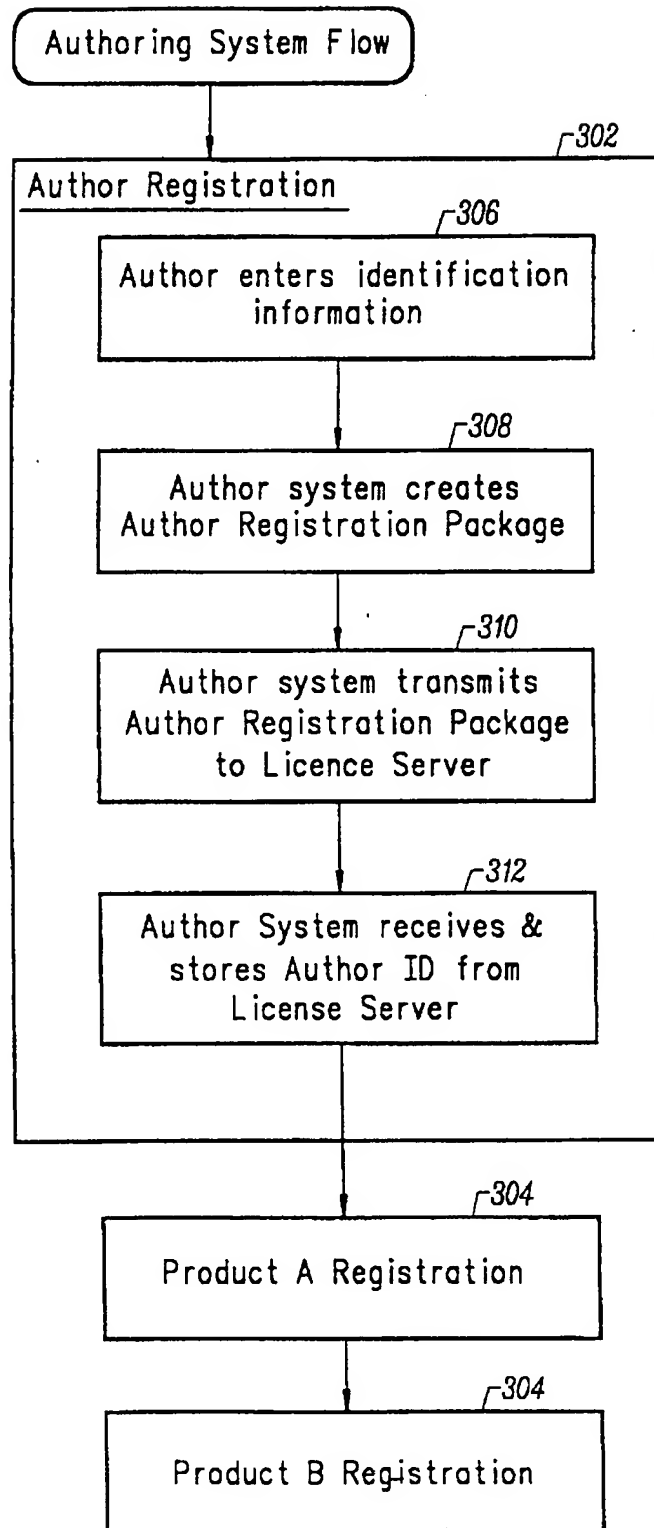 Authoring System Flow
302
Author Registration
306
Author enters identification
information
308
Author system creates
Author Registration Package
310
Author system transmits
Author Registration Package
to Licence Server
312
Author System receives &
stores Author ID from
License Server
304
Product A Registration
304
Product B Registration